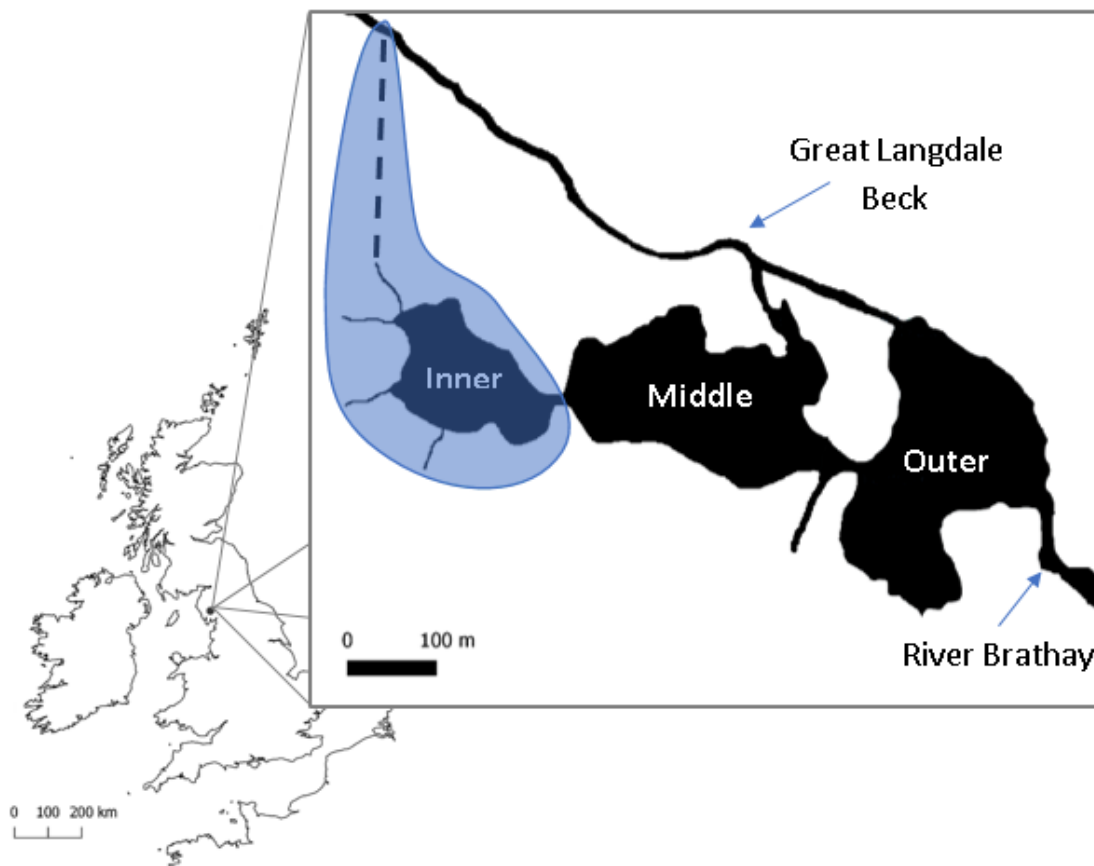 Great Langdale
Beck
Inner
Middle
Outer
0 100 m
River Brathay
0 100 200 km